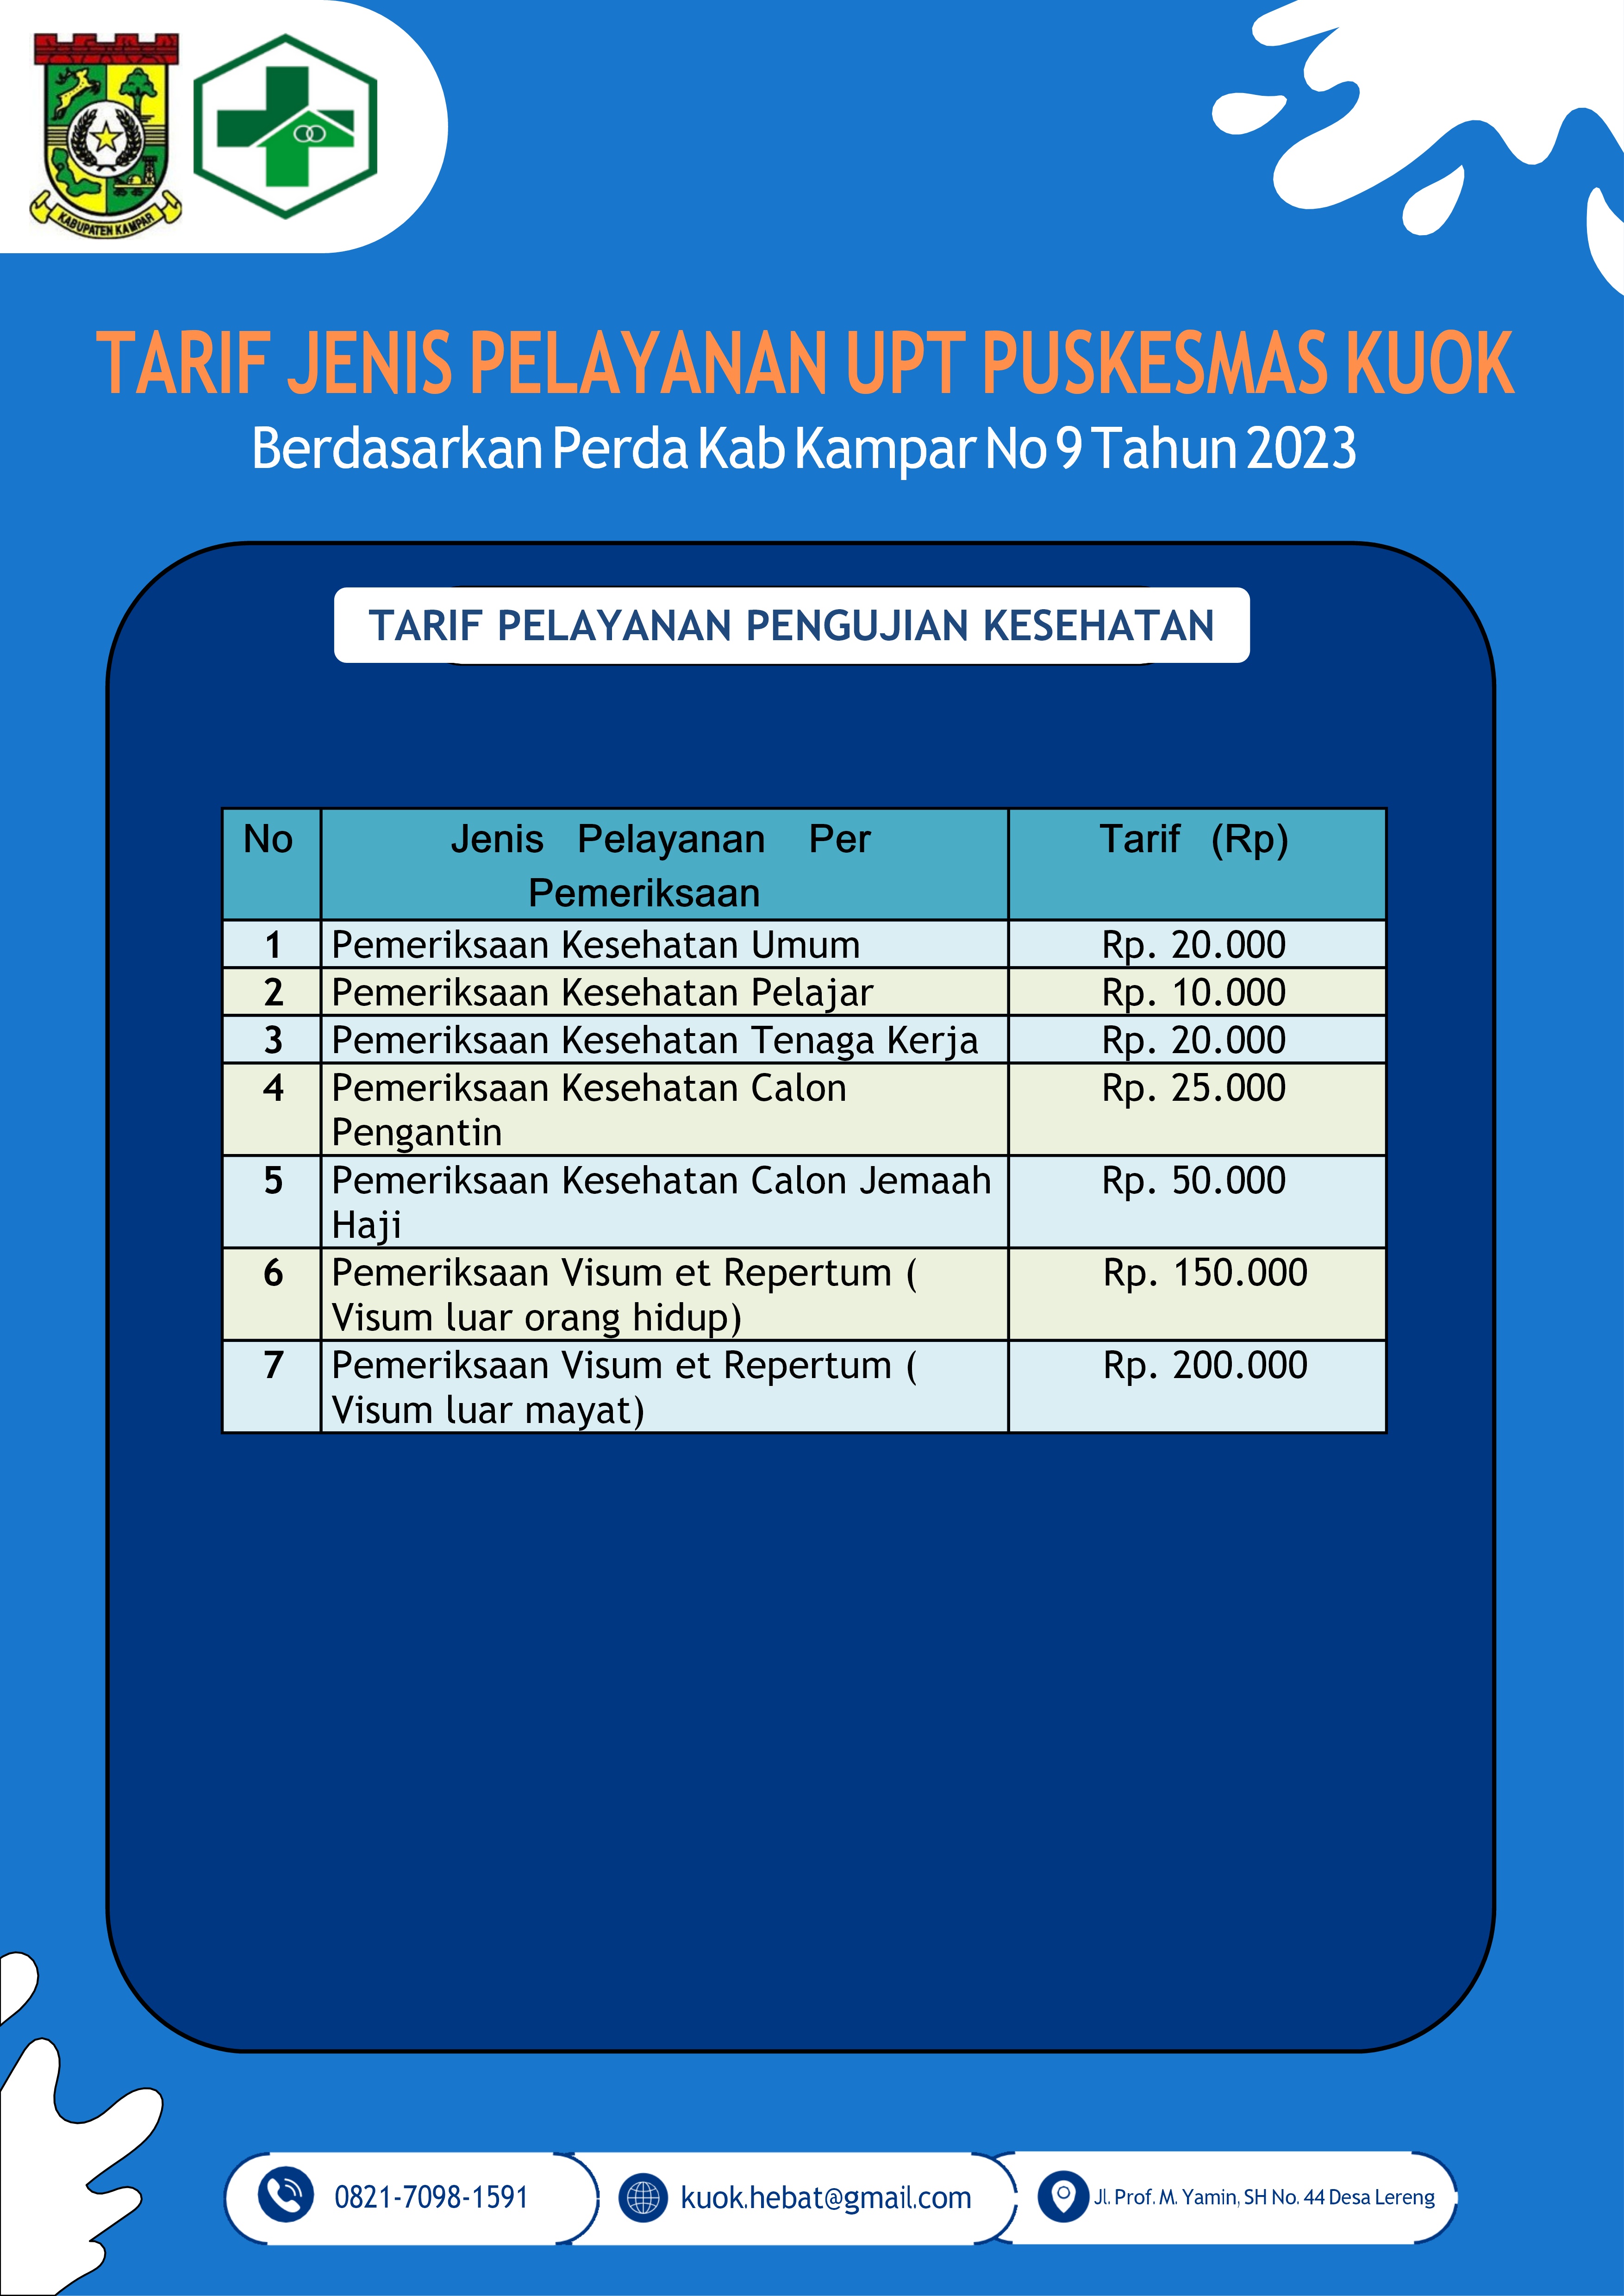 KABUPATEN KAMPAR
TARIF JENIS PELAYANAN UPT PUSKESMAS KUOK
Berdasarkan Perda Kab Kampar No 9 Tahun 2023
TARIF PELAYANAN PENGUJIAN KESEHATAN
No Jenis Pelayanan Per Tarif (Rp)
Pemeriksaan
1 Pemeriksaan Kesehatan Umum Rp. 20.000
2 Pemeriksaan Kesehatan Pelajar Rp. 10.000
3 Pemeriksaan Kesehatan Tenaga Kerja Rp. 20.000
4 Pemeriksaan Kesehatan Calon Rp. 25.000
Pengantin
5 Pemeriksaan Kesehatan Calon Jemaah Rp. 50.000
Haji
6 Pemeriksaan Visum et Repertum ( Rp. 150.000
Visum luar orang hidup)
7 Pemeriksaan Visum et Repertum ( Rp. 200.000
Visum luar mayat)
0821-7098-1591 kuok.hebat@gmail.com Jl. Prof. M. Yamin, SH No. 44 Desa Lereng